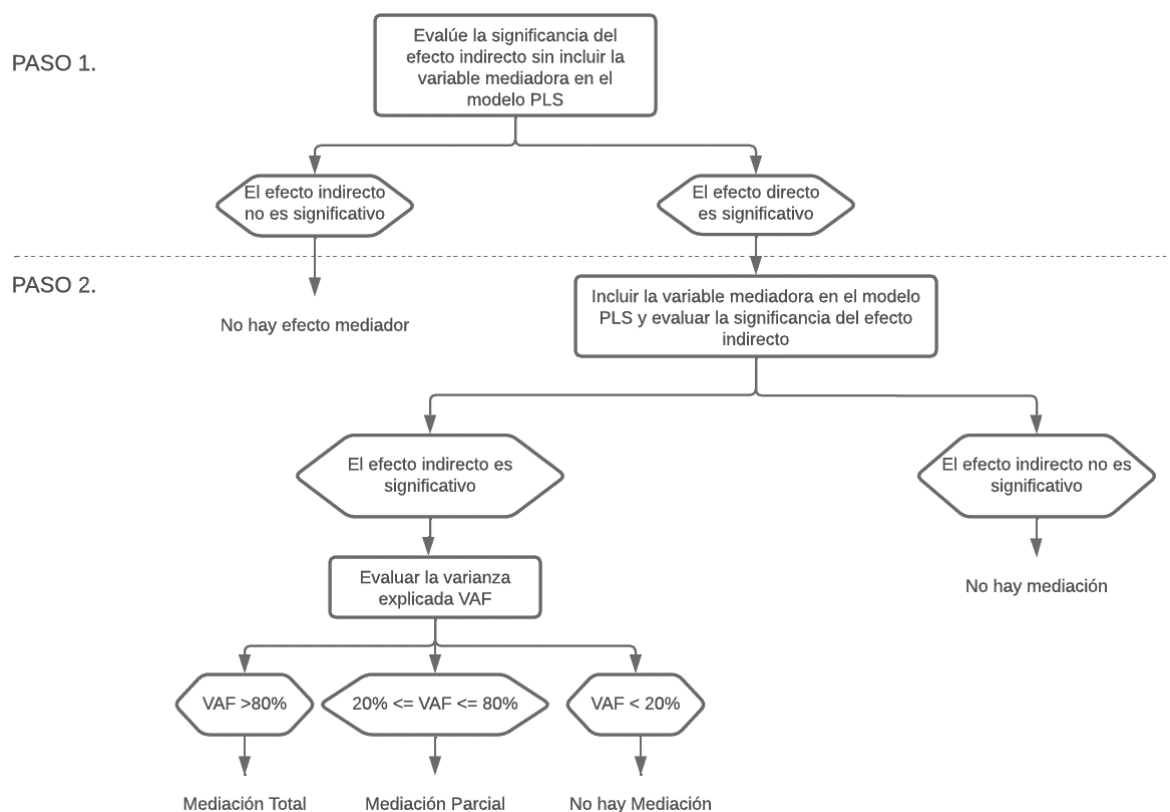 PASO 1.
Evalúe la significancia del
efecto indirecto sin incluir la
variable mediadora en el
modelo PLS
El efecto indirecto
no es significativo
El efecto directo
es significativo
PASO 2.
No hay efecto mediador
Incluir la variable mediadora en el modelo
PLS y evaluar la significancia del efecto
indirecto
El efecto indirecto es
significativo
El efecto indirecto no es
significativo
Evaluar la varianza
explicada VAF
No hay mediación
VAF >80%
20% <= VAF <= 80%
VAF < 20%
Mediación Total
Mediación Parcial
No hay Mediación